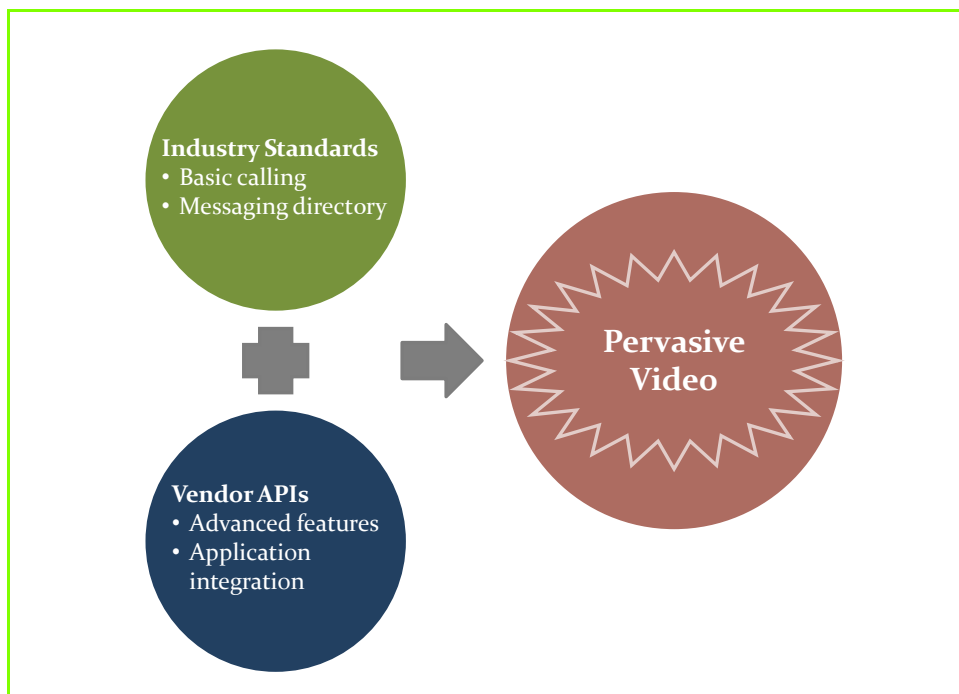 Industry Standards
• Basic calling
• Messaging directory
Vendor APIs
• Advanced features
• Application
integration
Pervasive
Video